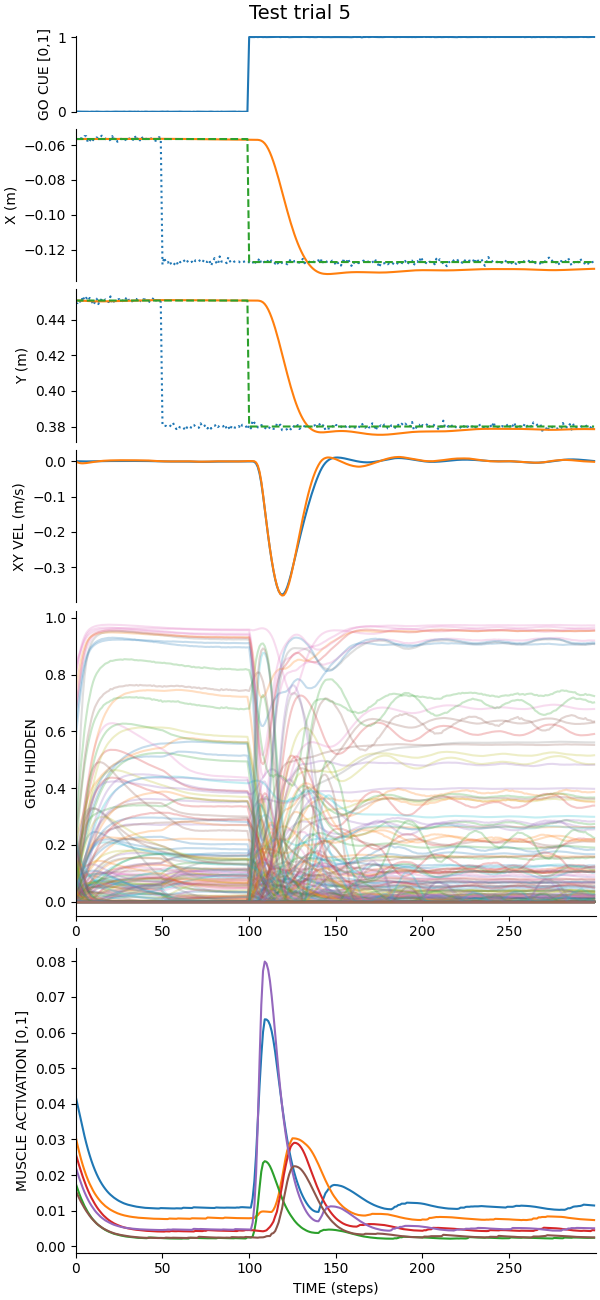 Test trial 5
GO CUE [0,1]
1
0
X (m)
−0.06
−0.08
−0.10
−0.12
Y (m)
0.44
0.42
0.40
0.38
XY VEL (m/s)
0.0
−0.1
−0.2
−0.3
GRU HIDDEN
1.0
0.8
0.6
0.4
0.2
0.0
0 50 100 150 200 250
MUSCLE ACTIVATION [0,1]
0.08
0.07
0.06
0.05
0.04
0.03
0.02
0.01
0.00
0 50 100 150 200 250
TIME (steps)